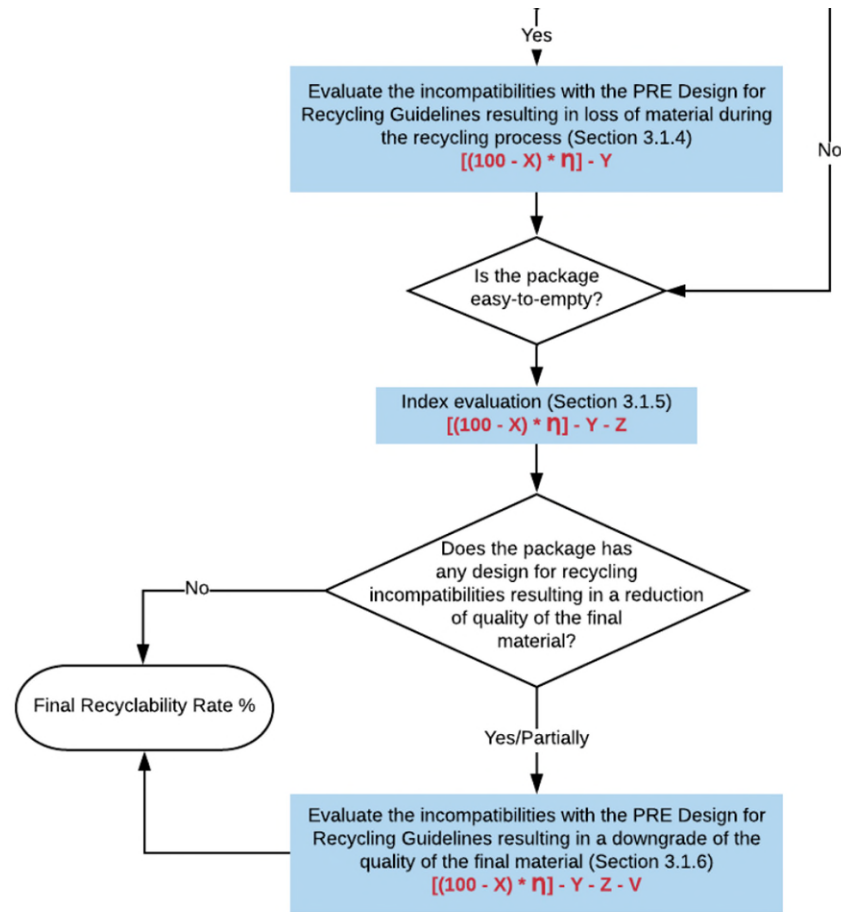 Yes
Evaluate the incompatibilities with the PRE Design for
Recycling Guidelines resulting in loss of material during
the recycling process (Section 3.1.4)
[(100 - X) * η] - Y
No
Is the package
easy-to-empty?
Index evaluation (Section 3.1.5)
[(100 - X) * η] - Y - Z
Does the package has
any design for recycling
incompatibilities resulting in a reduction
of quality of the final
material?
No
Final Recyclability Rate %
Yes/Partially
Evaluate the incompatibilities with the PRE Design for
Recycling Guidelines resulting in a downgrade of the
quality of the final material (Section 3.1.6)
[(100 - X) * η] - Y - Z - V